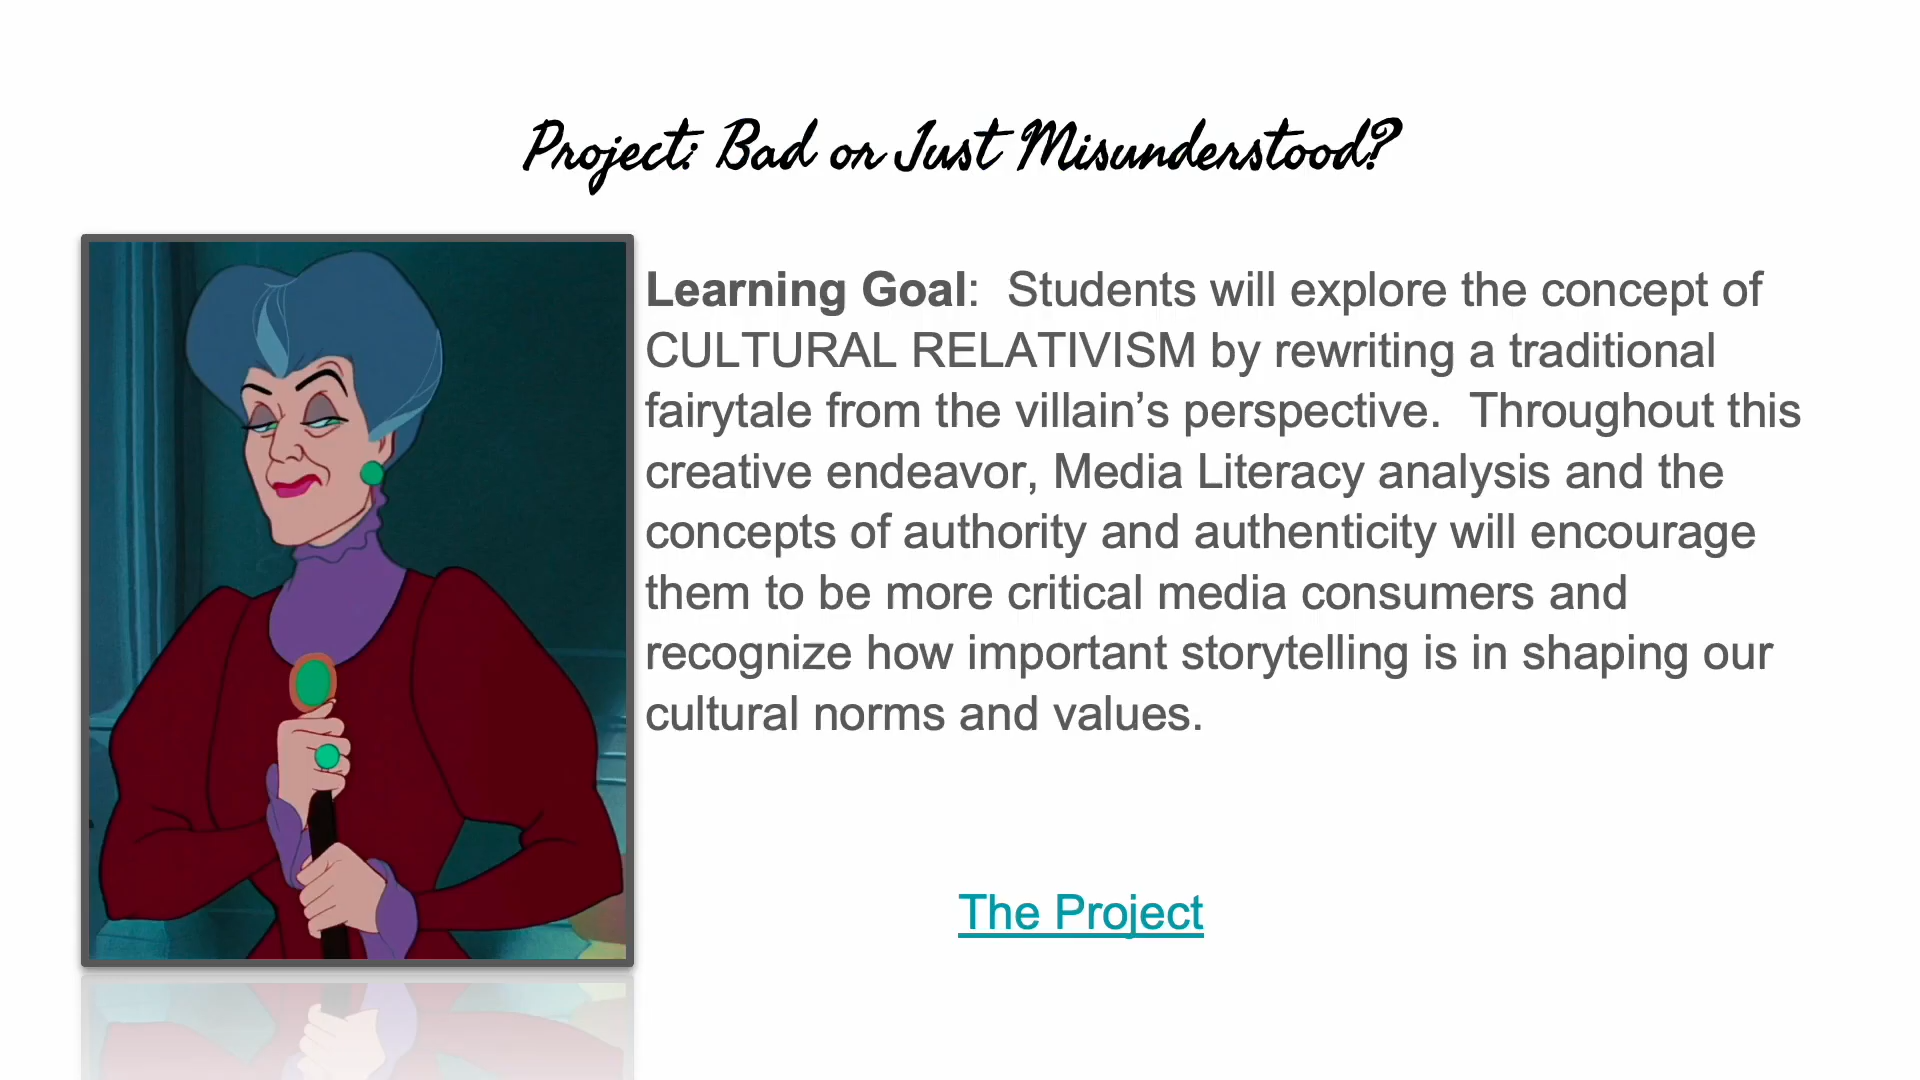 Project: Bad or Just Misunderstood?
Learning Goal:  Students will explore the concept of
CULTURAL RELATIVISM by rewriting a traditional
fairytale from the villain’s perspective.  Throughout this
creative endeavor, Media Literacy analysis and the
concepts of authority and authenticity will encourage
them to be more critical media consumers and
recognize how important storytelling is in shaping our
cultural norms and values.
The Project